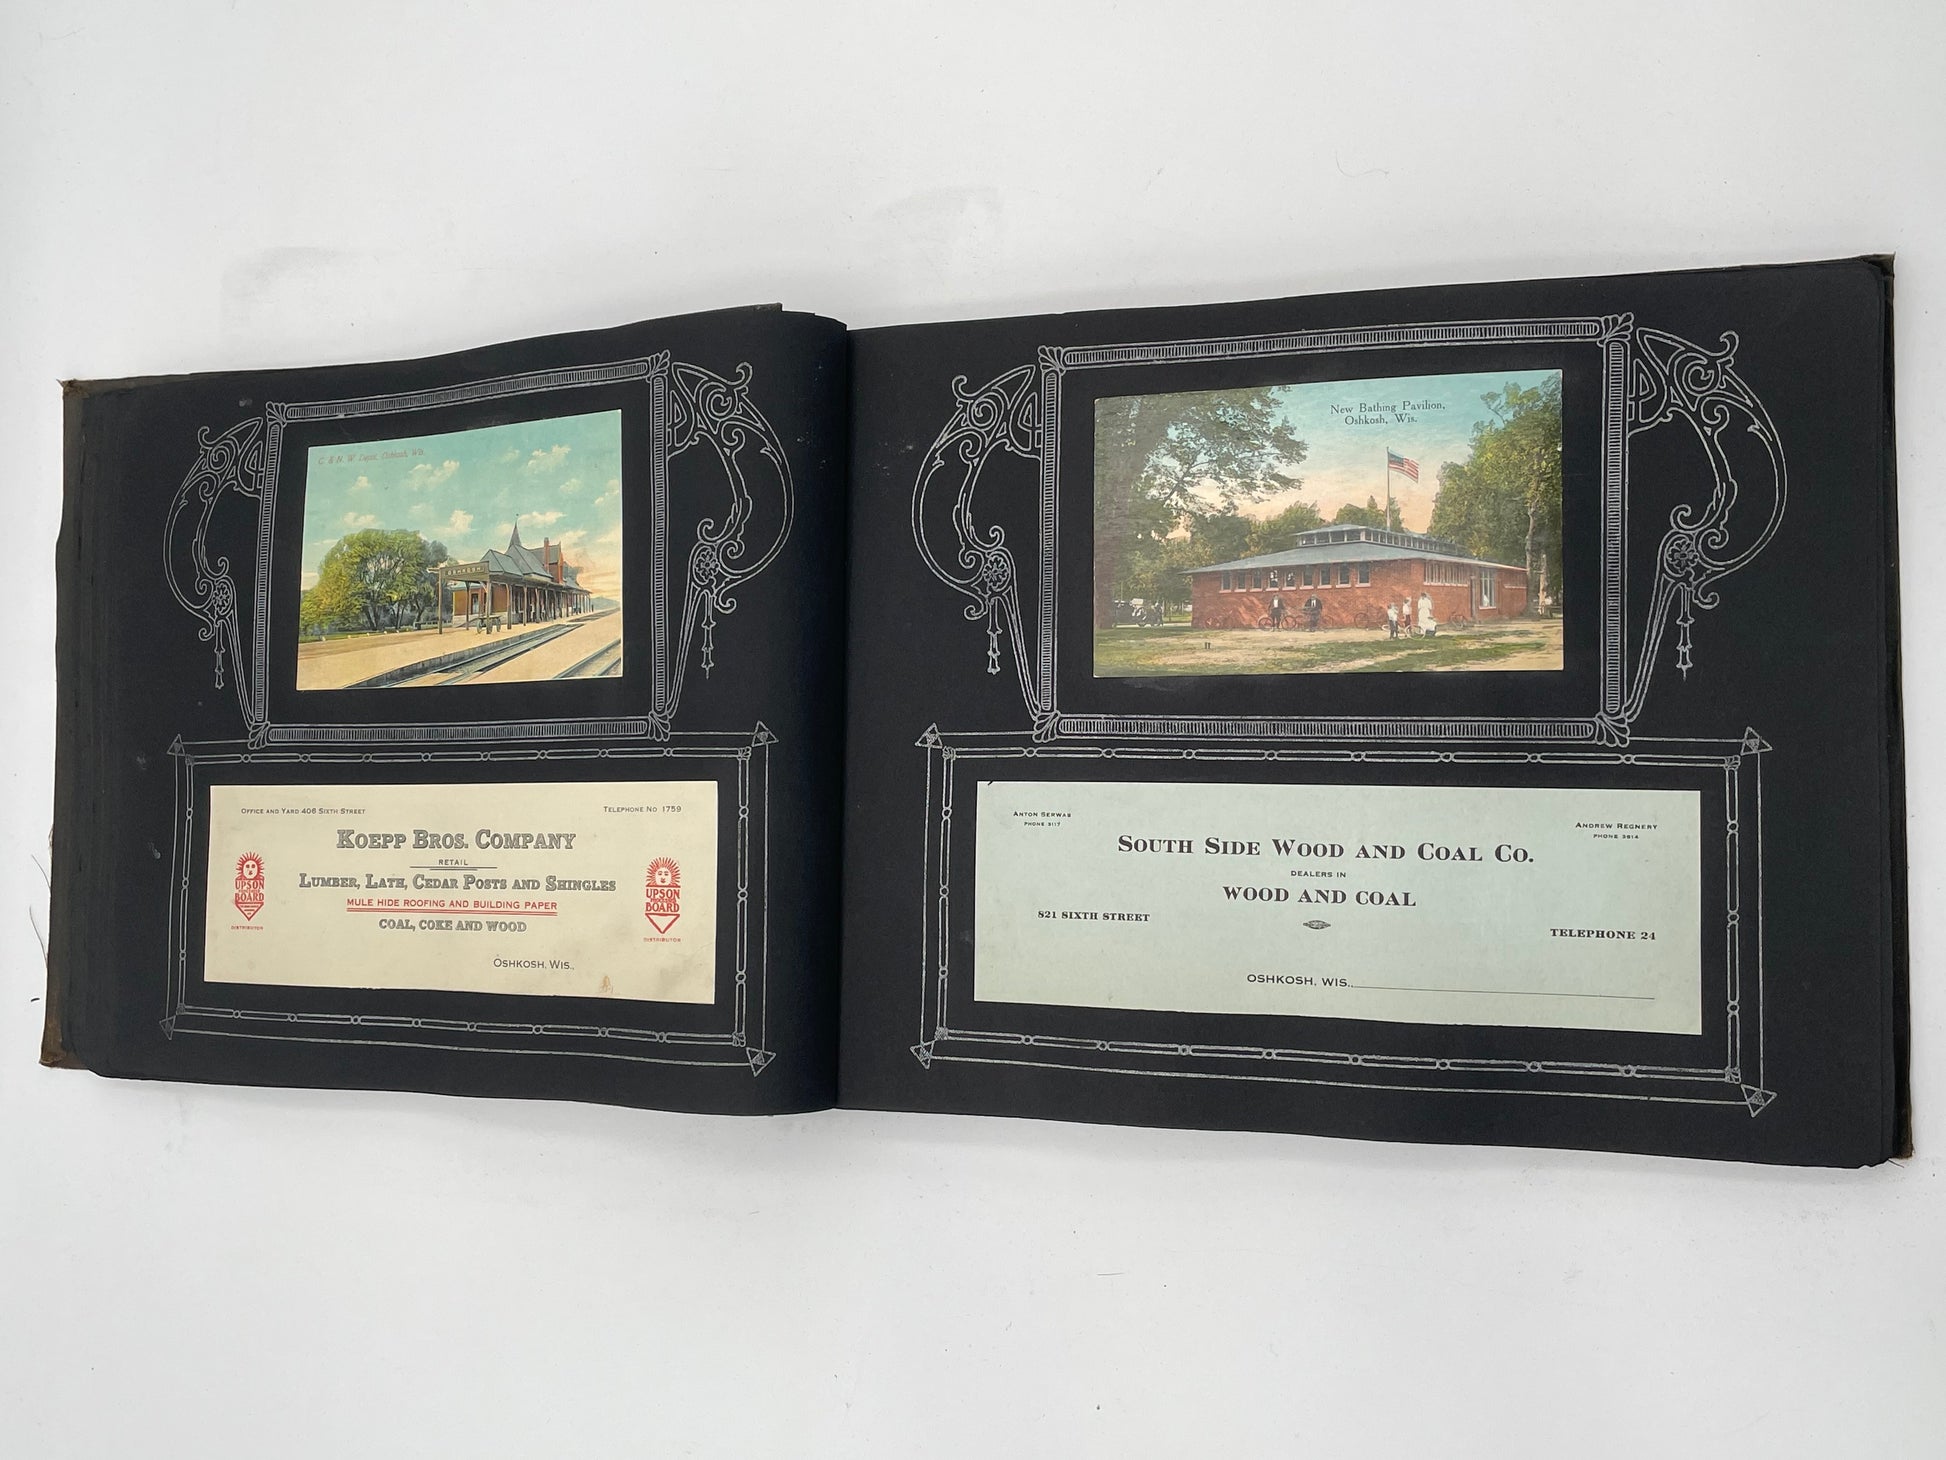 C. & N. W. Depot, Oshkosh, Wis.
OSHKOSH
OFFICE AND YARD 406 SIXTH STREET
TELEPHONE NO 1759
KOEPP BROS. COMPANY
RETAIL
LUMBER, LATH, CEDAR POSTS AND SHINGLES
MULE HIDE ROOFING AND BUILDING PAPER
COAL, COKE AND WOOD
UPSON
BOARD
DISTRIBUTOR
UPSON
BOARD
DISTRIBUTOR
OSHKOSH, WIS.,
New Bathing Pavilion,
Oshkosh, Wis.
ANTON SERWAS
PHONE 3117
ANDREW REGNERY
PHONE 3914
SOUTH SIDE WOOD AND COAL CO.
DEALERS IN
WOOD AND COAL
821 SIXTH STREET
TELEPHONE 24
OSHKOSH, WIS.,